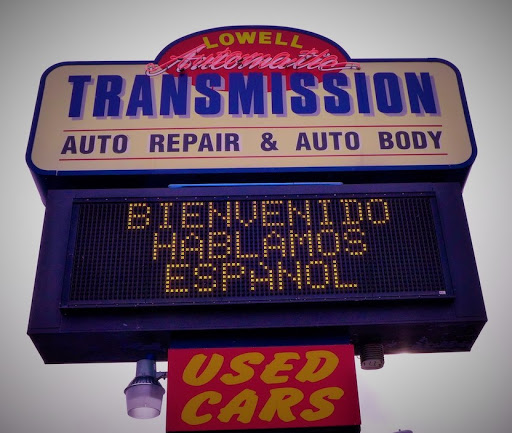 LOWELL
Automatic
TRANSMISSION
AUTO REPAIR & AUTO BODY
BIENVENIDO
HABLAMOS
ESPANOL
USED
CARS